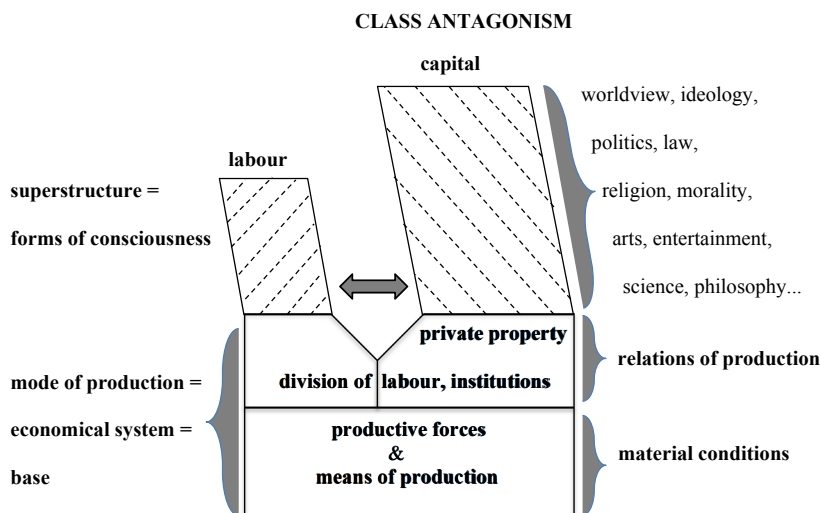 CLASS ANTAGONISM
capital
labour
superstructure =
forms of consciousness
worldview, ideology,
politics, law,
religion, morality,
arts, entertainment,
science, philosophy...
private property
division of labour, institutions
relations of production
mode of production =
economical system =
base
productive forces
&
means of production
material conditions